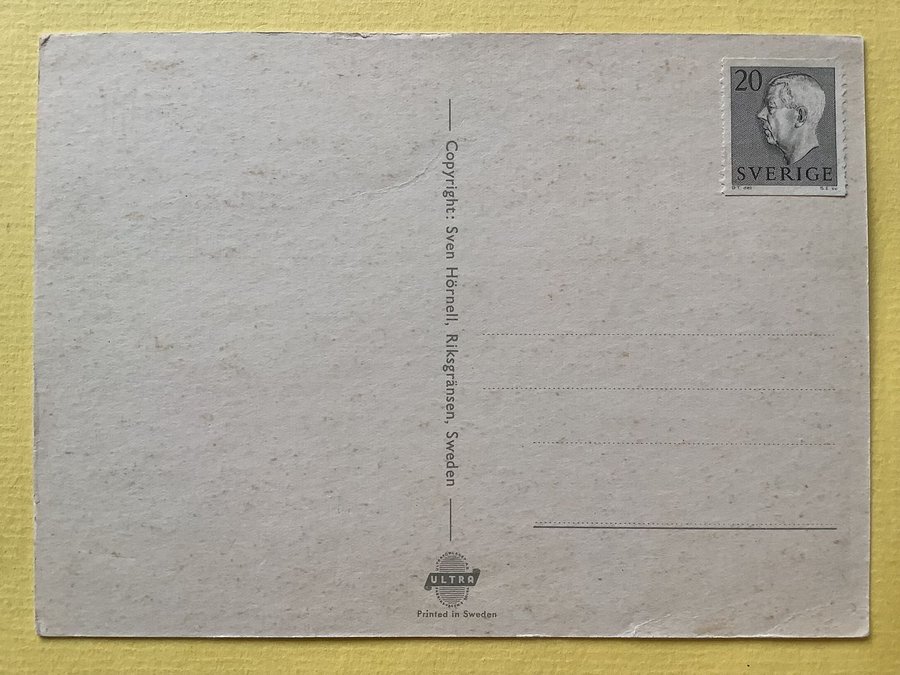 20
SVERIGE
Copyright: Sven Hörnell, Riksgränsen, Sweden
ULTRA
Printed in Sweden